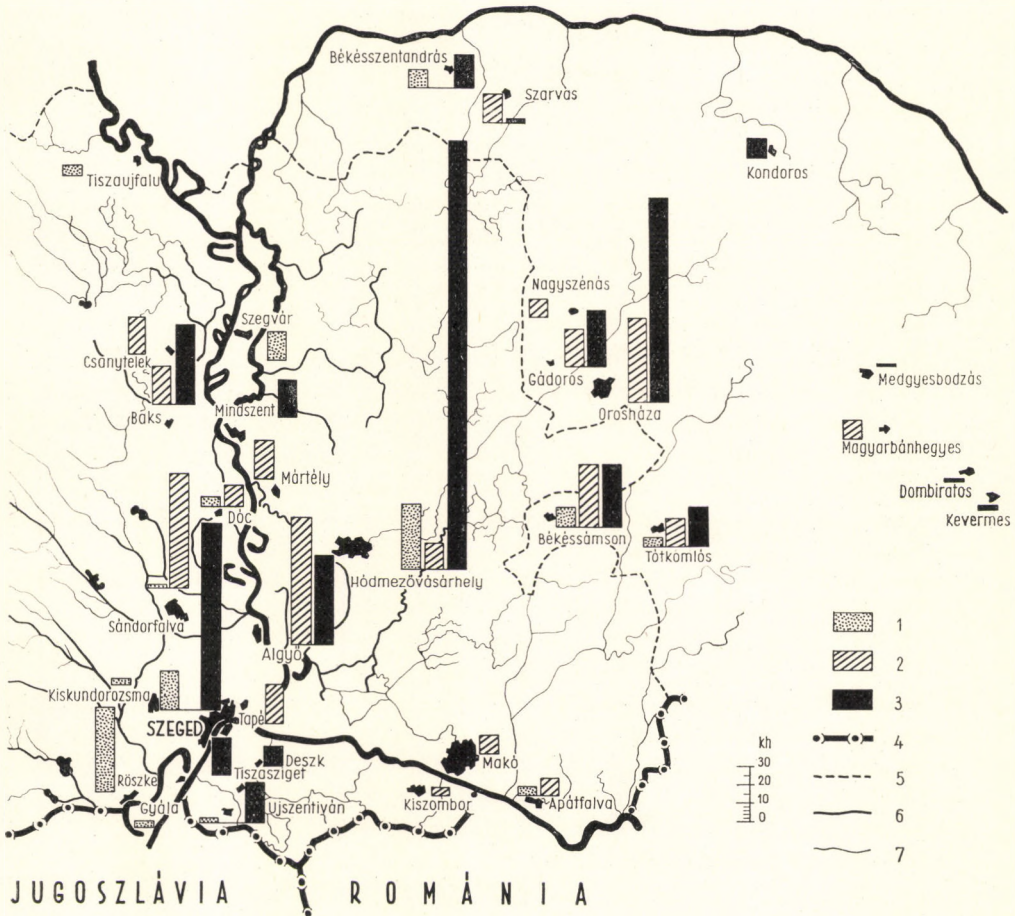 Békésszentandrás
Szarvas
Kondoros
Tiszaujfalu
Nagyszénás
Szegvár
Csanytelek
Gádorós
Orosháza
Medgyesbodzás
Baks
Mindszent
Magyarbánhegyes
Mártély
Dombiratos
Kevermes
Dóc
Békéssámson
Tótkomlós
Hódmezővásárhely
Sándorfalva
Algyő
Kiskundorozsma
SZEGED
Tápé
Deszk
Makó
Röszke
Tiszasziget
Gyála
Ujszentiván
Kiszombor
Apátfalva
kh
30
20
10
0
1
2
3
4
5
6
7
JUGOSZLÁVIA
ROMÁNIA